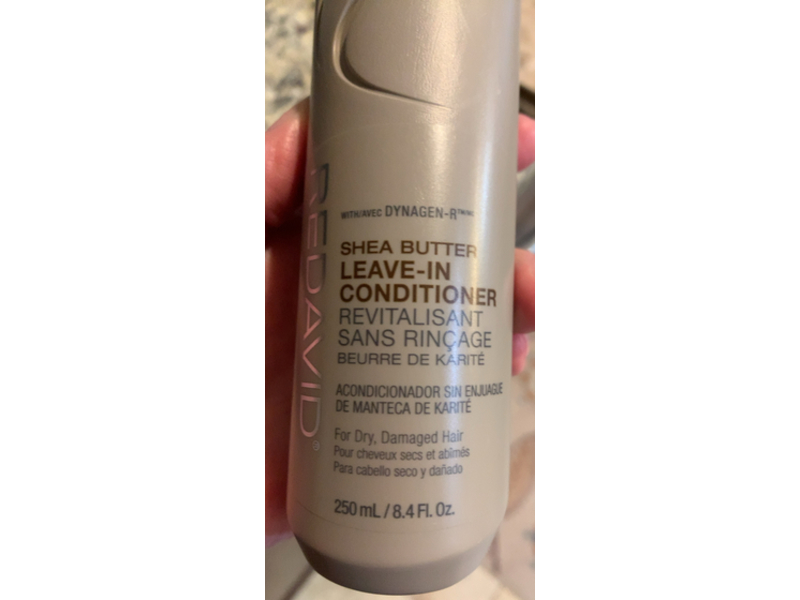 REDAVID®
WITH/AVEC DYNAGEN-R™/MC
SHEA BUTTER
LEAVE-IN
CONDITIONER
REVITALISANT
SANS RINÇAGE
BEURRE DE KARITÉ
ACONDICIONADOR SIN ENJUAGUE
DE MANTECA DE KARITÉ
For Dry, Damaged Hair
Pour cheveux secs et abîmés
Para cabello seco y dañado
250 mL / 8.4 Fl. Oz.